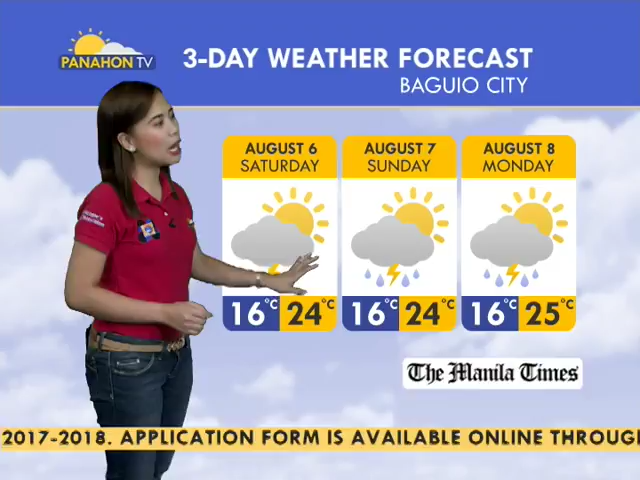 PANAHON TV
3-DAY WEATHER FORECAST
BAGUIO CITY
AUGUST 6
SATURDAY
16°C 24°C
AUGUST 7
SUNDAY
16°C 24°C
AUGUST 8
MONDAY
16°C 25°C
The Manila Times
2017-2018. APPLICATION FORM IS AVAILABLE ONLINE THROUGH